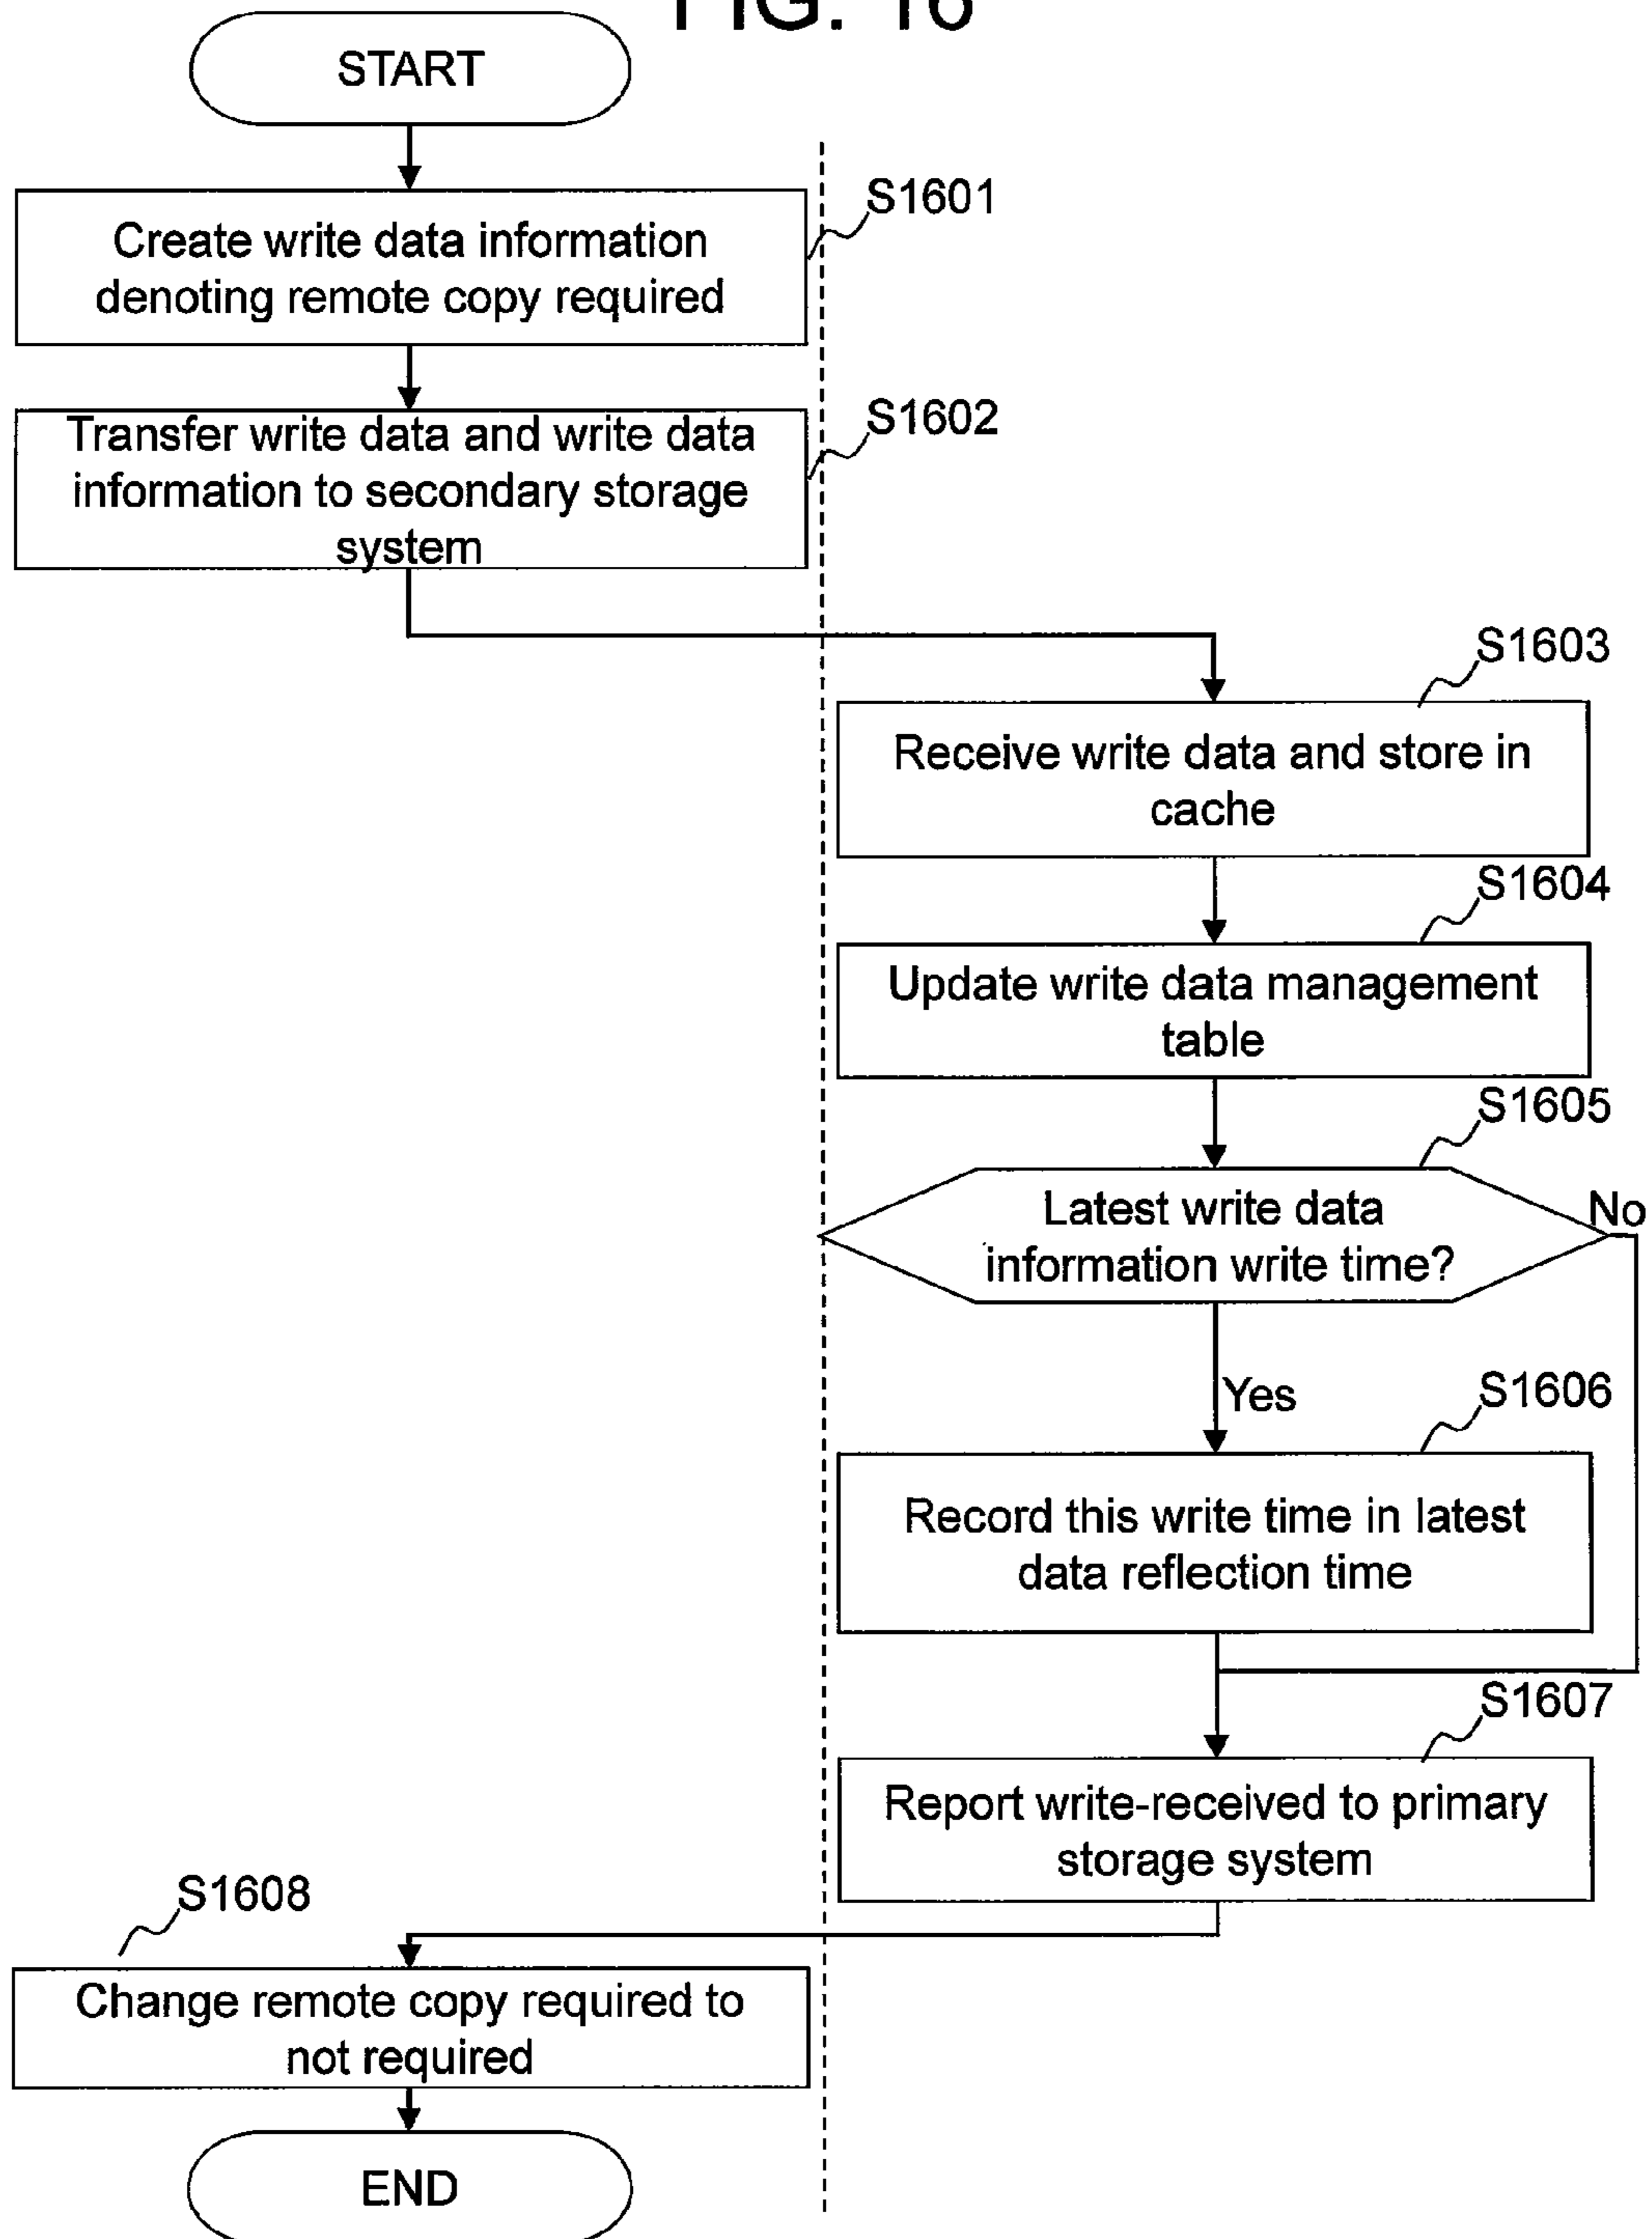 FIG. 16
START
S1601
Create write data information
denoting remote copy required
S1602
Transfer write data and write data
information to secondary storage
system
S1603
Receive write data and store in
cache
S1604
Update write data management
table
S1605
Latest write data
information write time?
No
Yes
S1606
Record this write time in latest
data reflection time
S1607
Report write-received to primary
storage system
S1608
Change remote copy required to
not required
END